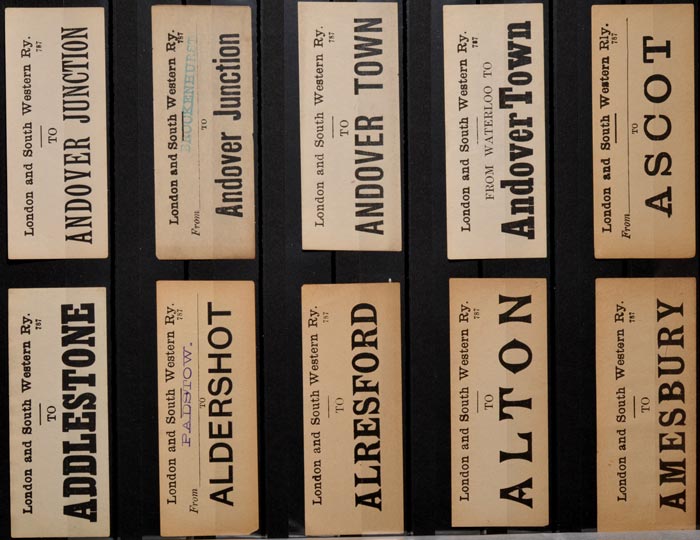 London and South Western Ry.
787
TO
ADDLESTONE
London and South Western Ry.
787
PADSTOW.
From
TO
ALDERSHOT
London and South Western Ry.
787
TO
ALRESFORD
London and South Western Ry.
787
TO
ALTON
London and South Western Ry.
787
TO
AMESBURY
London and South Western Ry.
787
TO
ANDOVER JUNCTION
London and South Western Ry.
787
BROCKENHURST
From
TO
Andover Junction
London and South Western Ry.
787
TO
ANDOVER TOWN
London and South Western Ry.
787
FROM WATERLOO TO
Andover Town
London and South Western Rly.
787
From
TO
ASCOT